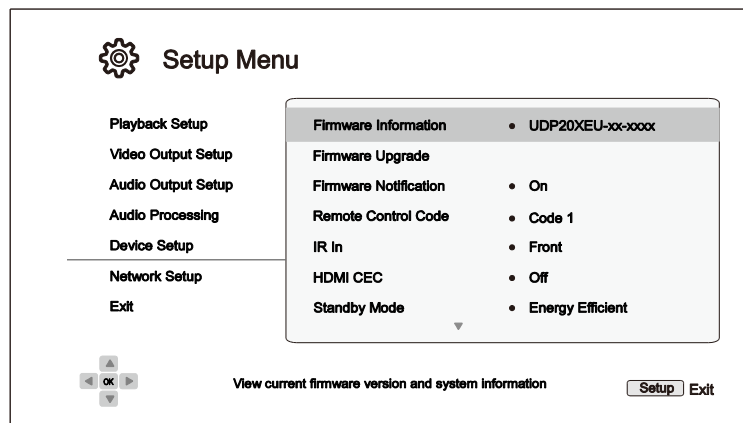 Setup Menu
Playback Setup
Video Output Setup
Audio Output Setup
Audio Processing
Device Setup
Network Setup
Exit
Firmware Information • UDP20XEU-xx-xxxx
Firmware Upgrade
Firmware Notification • On
Remote Control Code • Code 1
IR In • Front
HDMI CEC • Off
Standby Mode • Energy Efficient
OK
View current firmware version and system information
Setup Exit